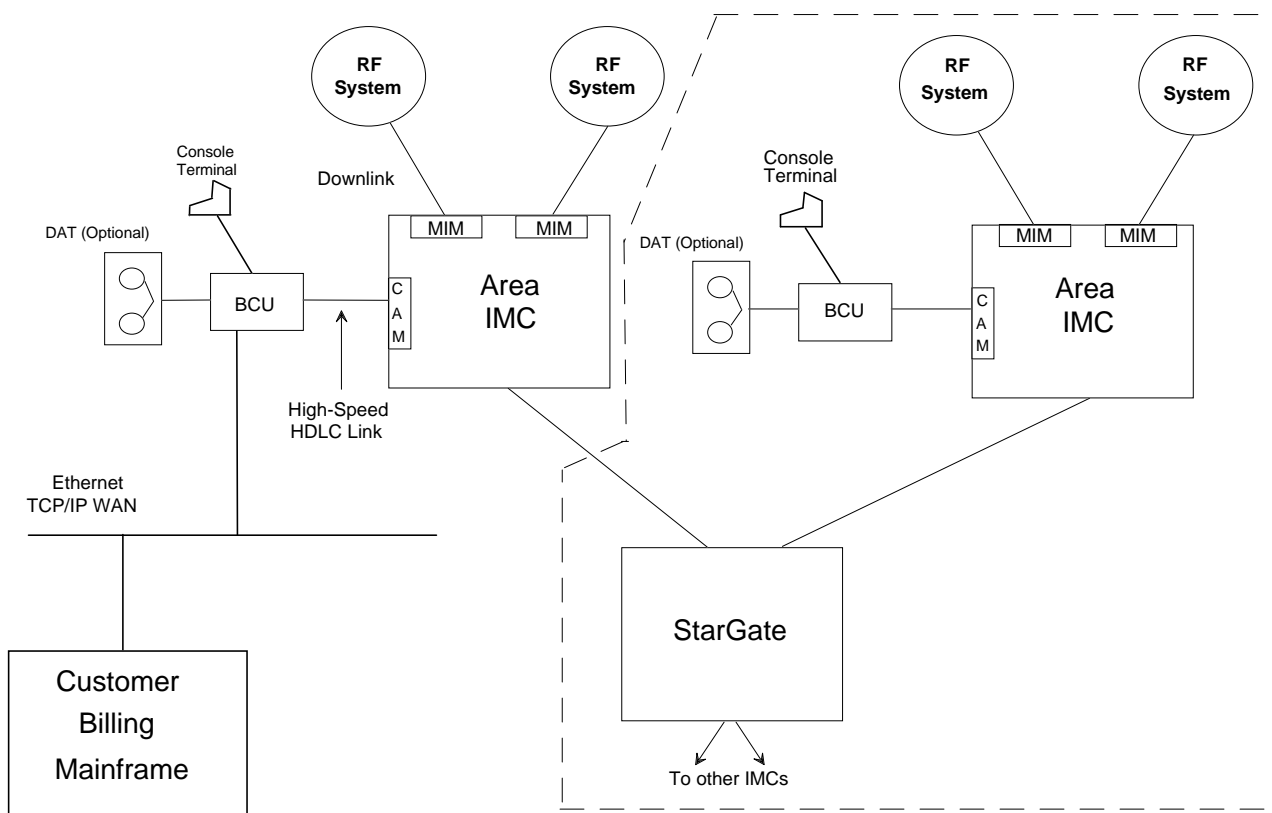 RF
System
RF
System
RF
System
RF
System
Console
Terminal
Downlink
Console
Terminal
DAT (Optional)
MIM
MIM
DAT (Optional)
MIM
MIM
BCU
C
A
M
Area
IMC
BCU
C
A
M
Area
IMC
High-Speed
HDLC Link
Ethernet
TCP/IP WAN
StarGate
Customer
Billing
Mainframe
To other IMCs